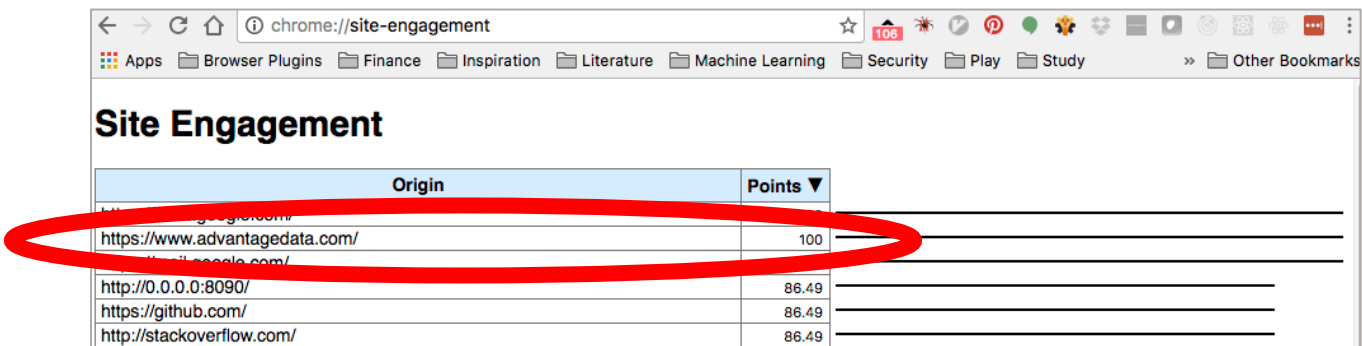 chrome://site-engagement
106
Apps Browser Plugins Finance Inspiration Literature Machine Learning Security Play Study » Other Bookmarks
Site Engagement
Origin Points ▼
https://www.advantagedata.com/ 100
http://0.0.0.0:8090/ 86.49
https://github.com/ 86.49
http://stackoverflow.com/ 86.49